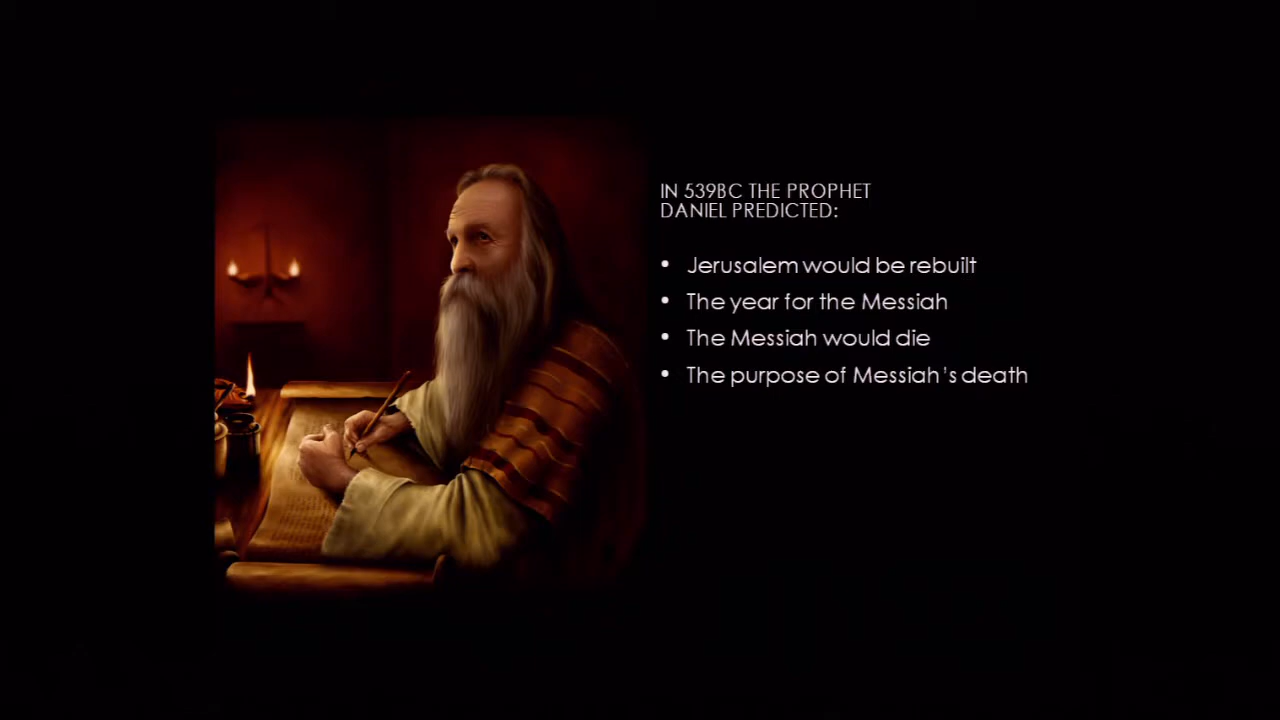 IN 539BC THE PROPHET
DANIEL PREDICTED:
• Jerusalem would be rebuilt
• The year for the Messiah
• The Messiah would die
• The purpose of Messiah's death